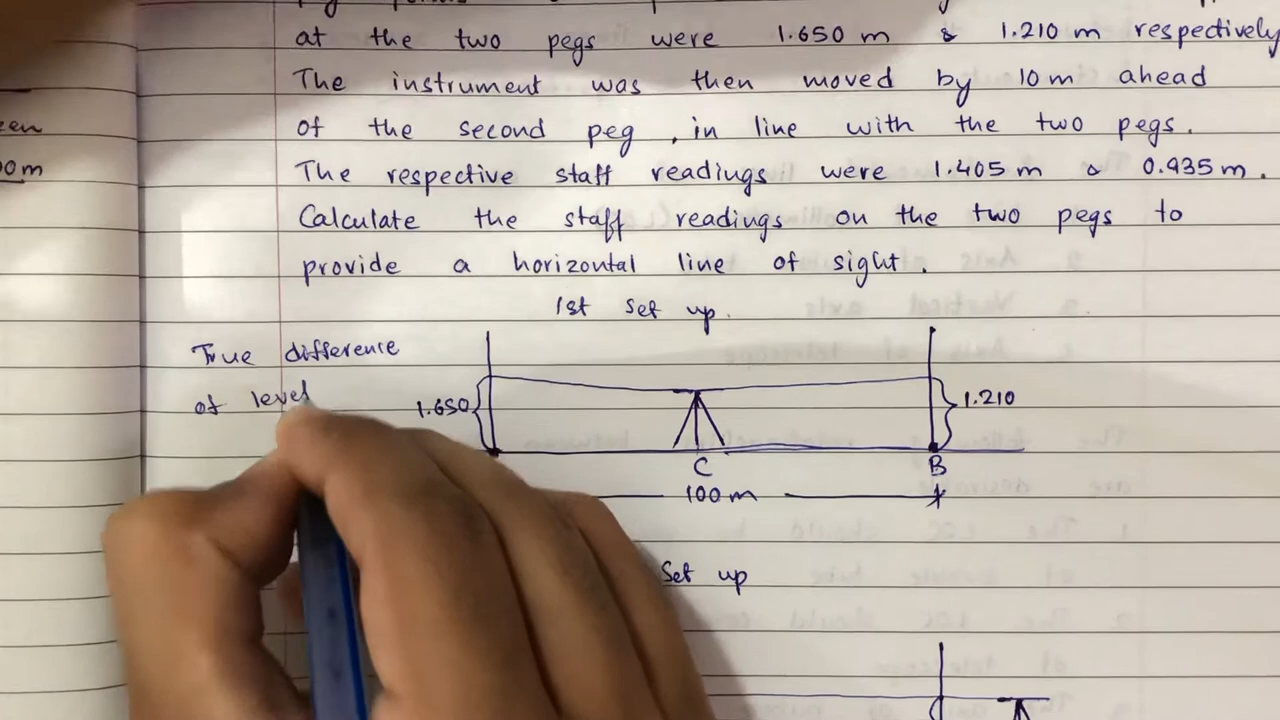 at the two pegs were 1.650 m & 1.210 m respectively
The instrument was then moved by 10m ahead
of the second peg, in line with the two pegs.
The respective staff readings were 1.405 m & 0.935 m.
Calculate the staff readings on the two pegs to
provide a horizontal line of sight.
1st set up.
True difference
of level
1.650
1.210
C
B
100 m
Set up